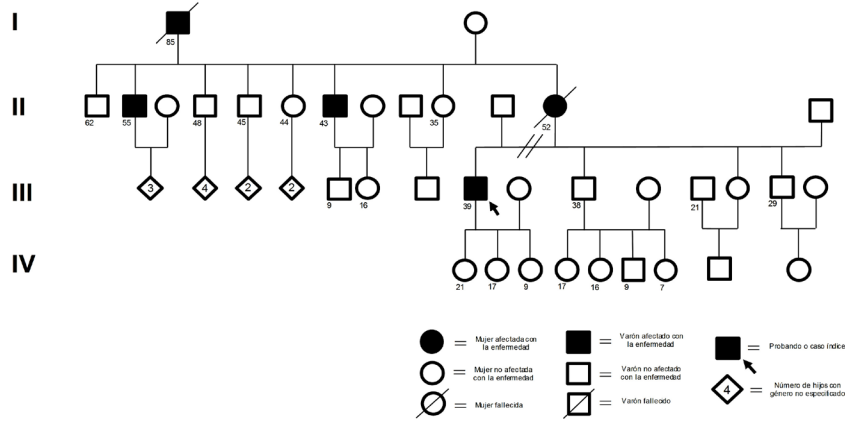 I
85
II
62
55
48
45
44
43
35
52
III
3
4
2
2
9
16
39
38
21
29
IV
21
17
9
17
16
9
7
= Mujer afectada con
la enfermedad
= Varón afectado con
la enfermedad
= Probando o caso índice
= Mujer no afectada
con la enfermedad
= Varón no afectado
con la enfermedad
4 = Número de hijos con
género no especificado
= Mujer fallecida
= Varón fallecido